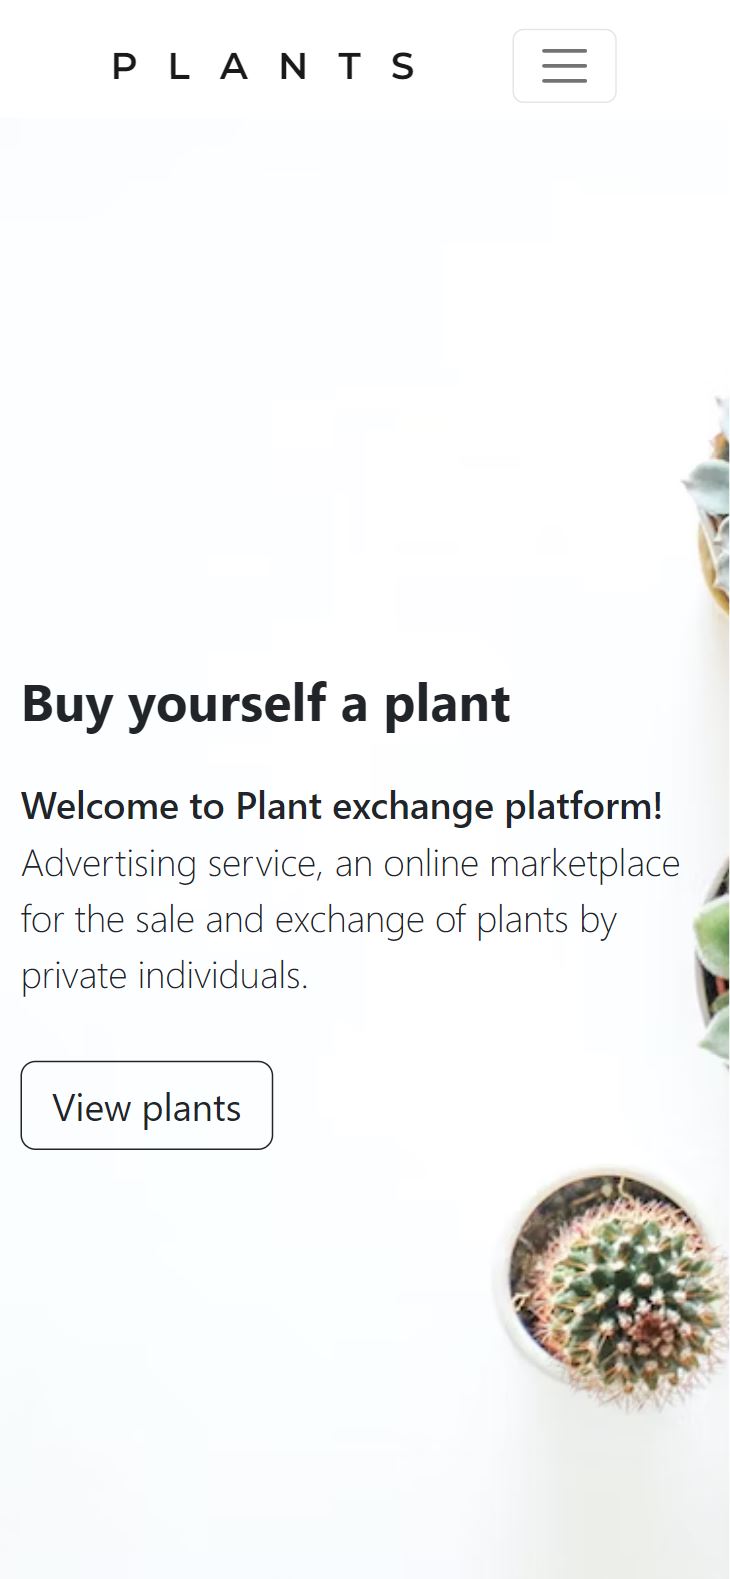 PLANTS
Buy yourself a plant
Welcome to Plant exchange platform!
Advertising service, an online marketplace
for the sale and exchange of plants by
private individuals.
View plants